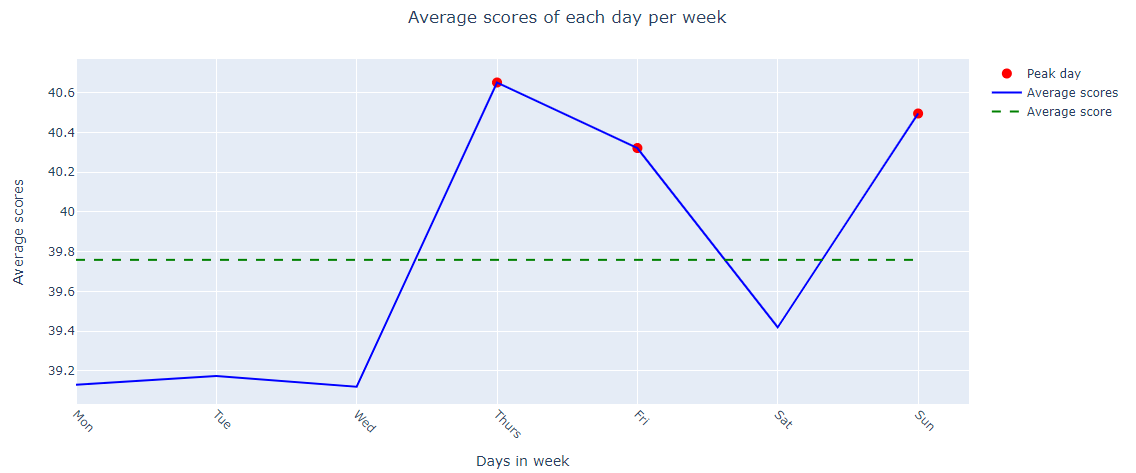 Average scores of each day per week
Peak day
Average scores
Average score
Average scores
40.6
40.4
40.2
40
39.8
39.6
39.4
39.2
Mon
Tue
Wed
Thurs
Fri
Sat
Sun
Days in week